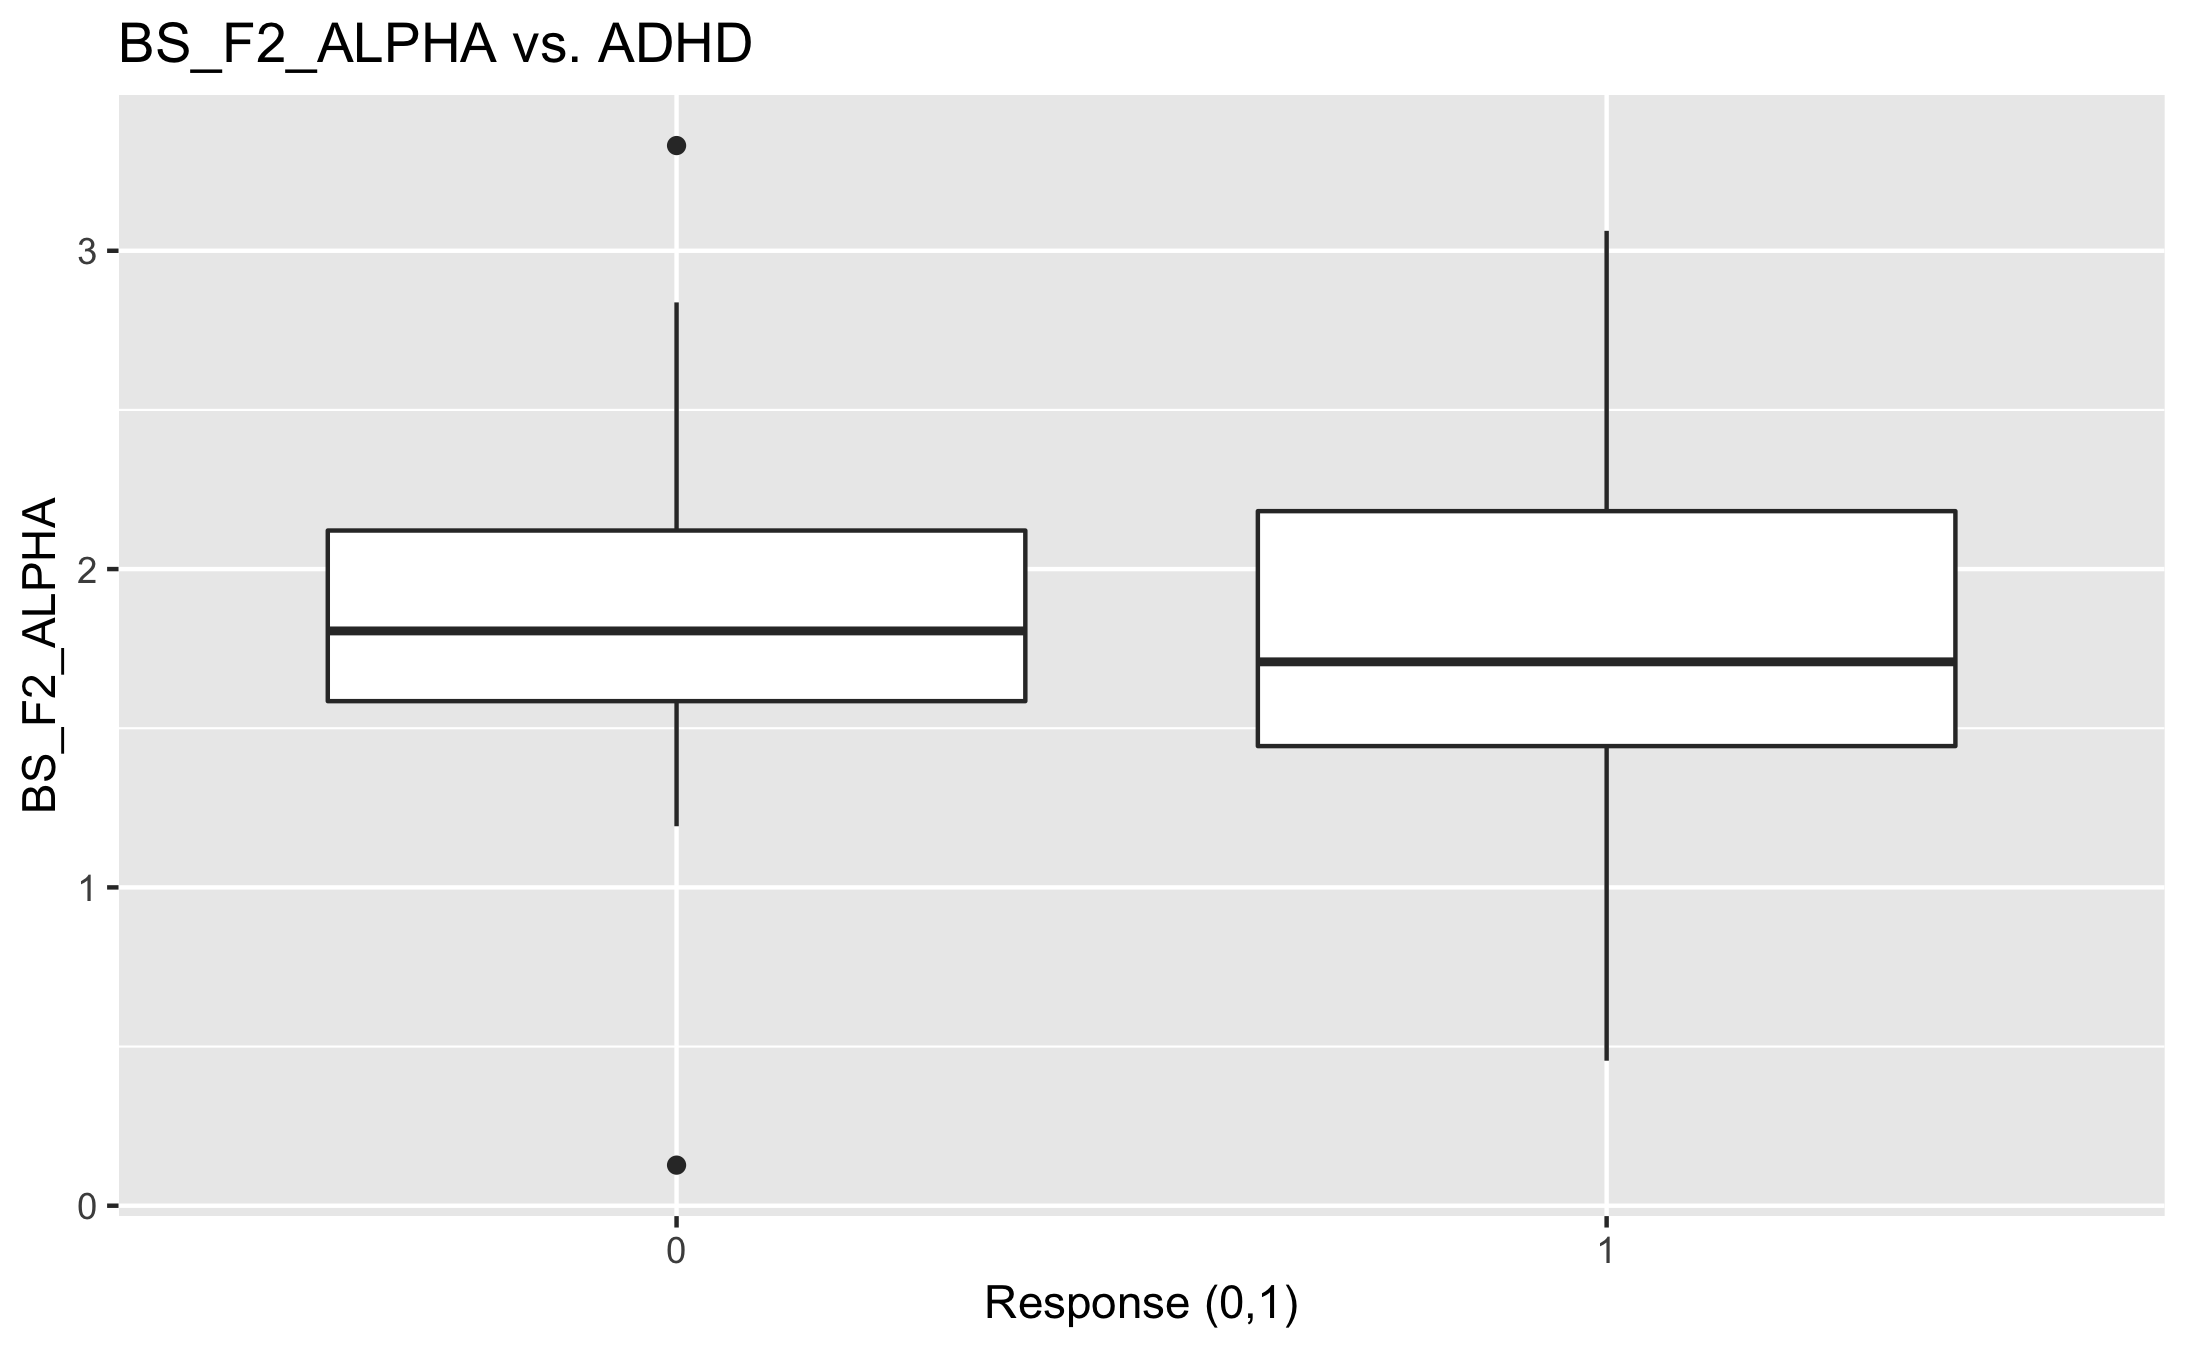 BS_F2_ALPHA vs. ADHD
BS_F2_ALPHA
3
2
1
0
0
1
Response (0,1)